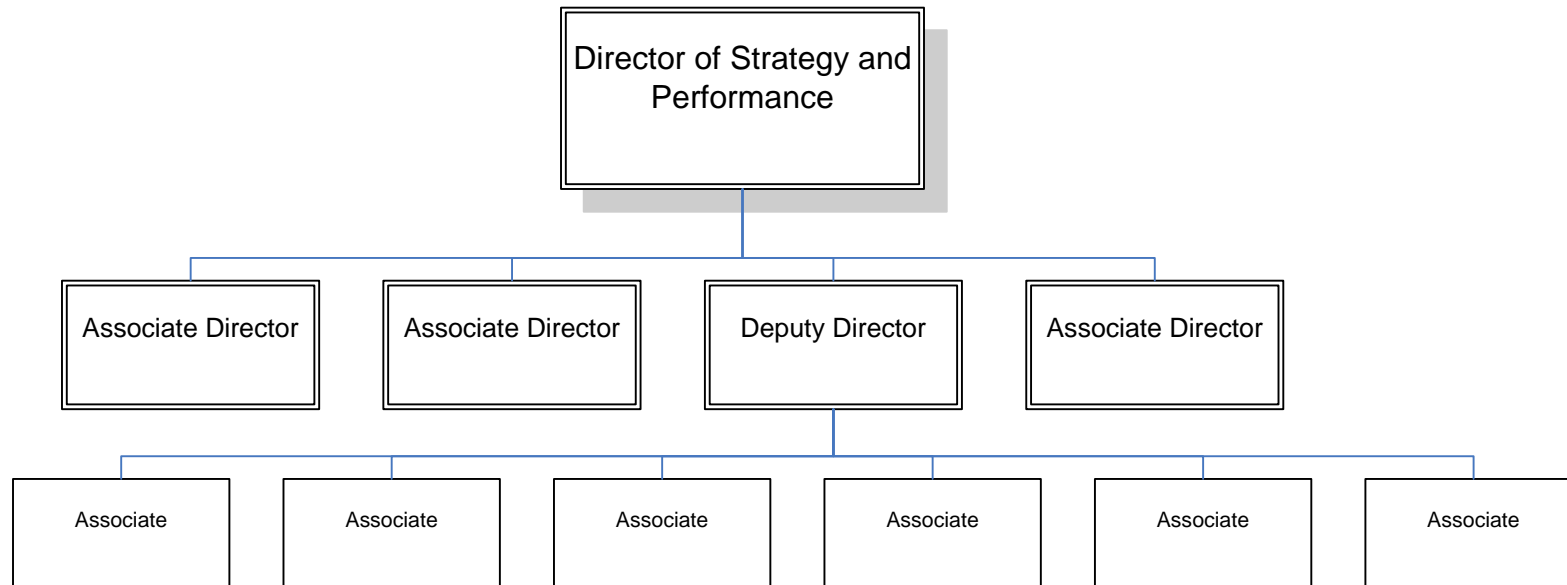 Director of Strategy and
Performance
Associate Director
Associate Director
Deputy Director
Associate Director
Associate
Associate
Associate
Associate
Associate
Associate